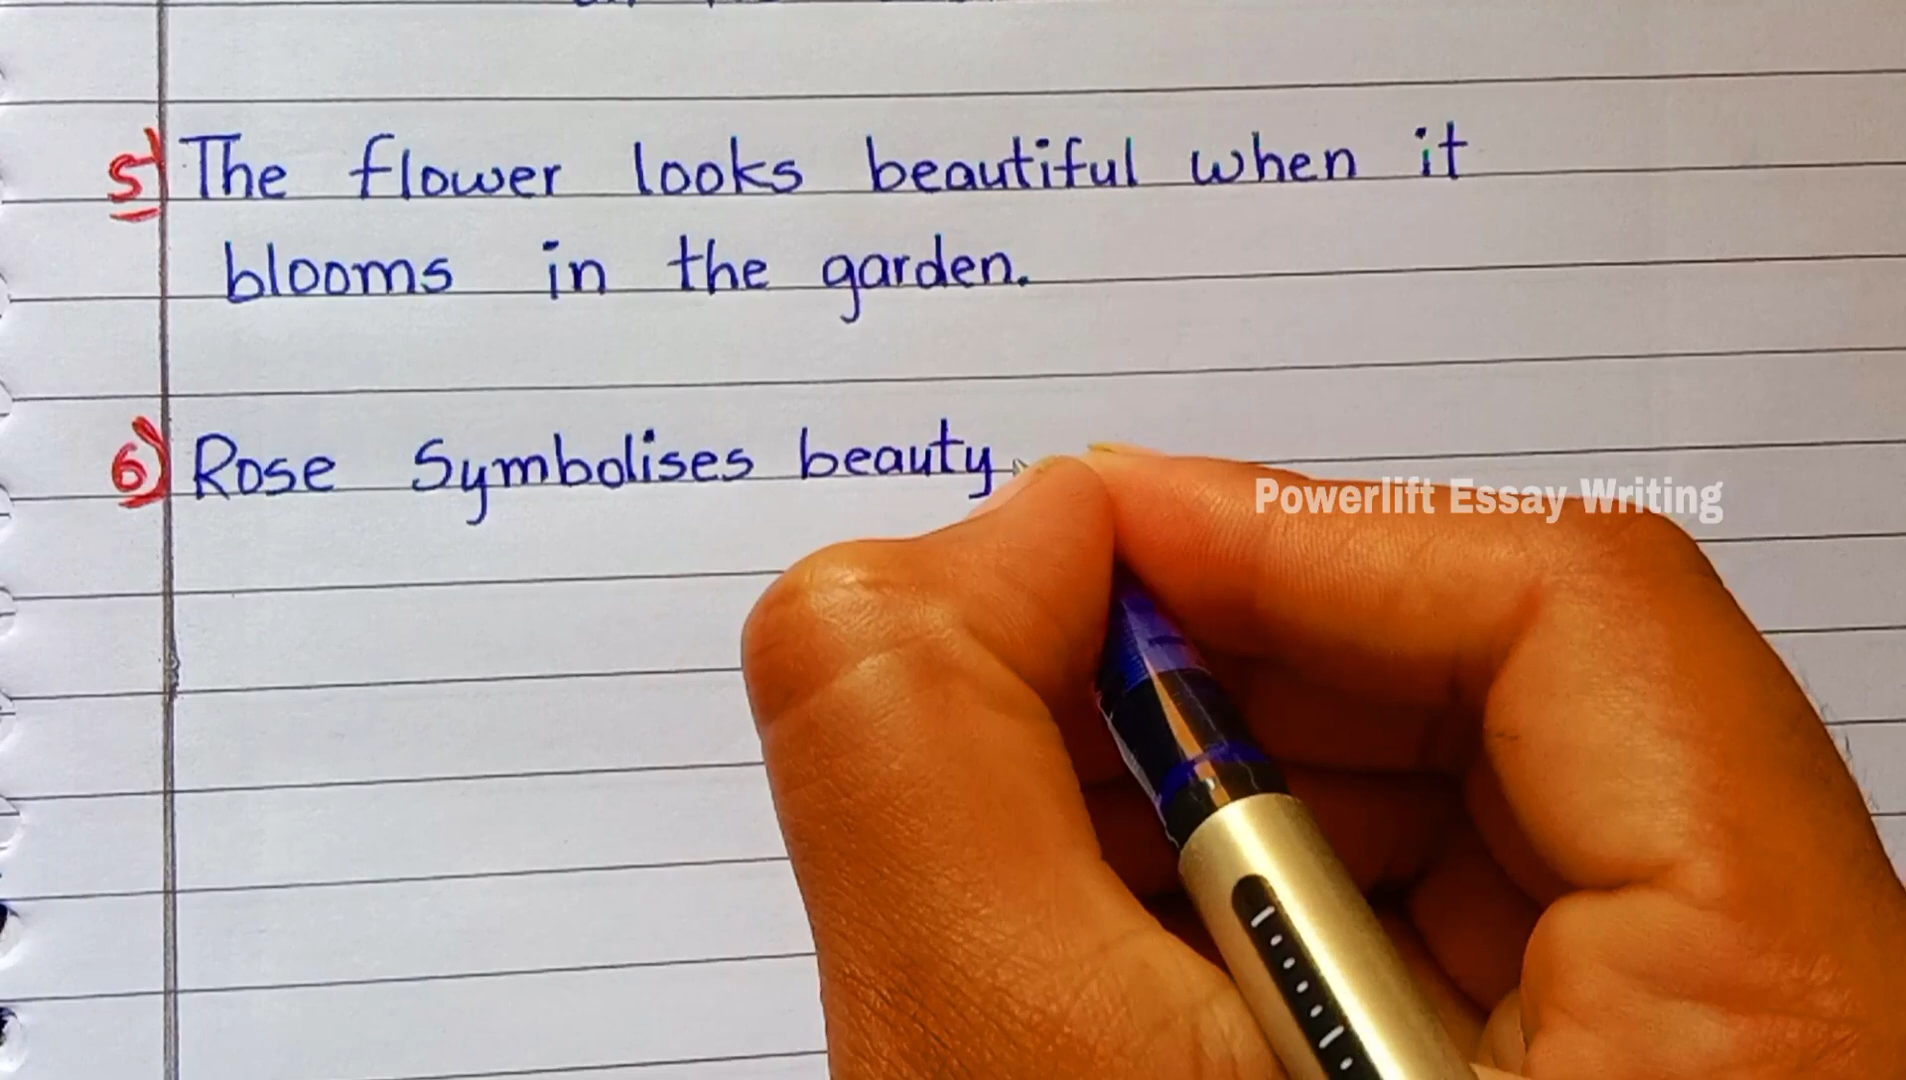 5) The flower looks beautiful when it
blooms in the garden.
6) Rose Symbolises beauty
Powerlift Essay Writing